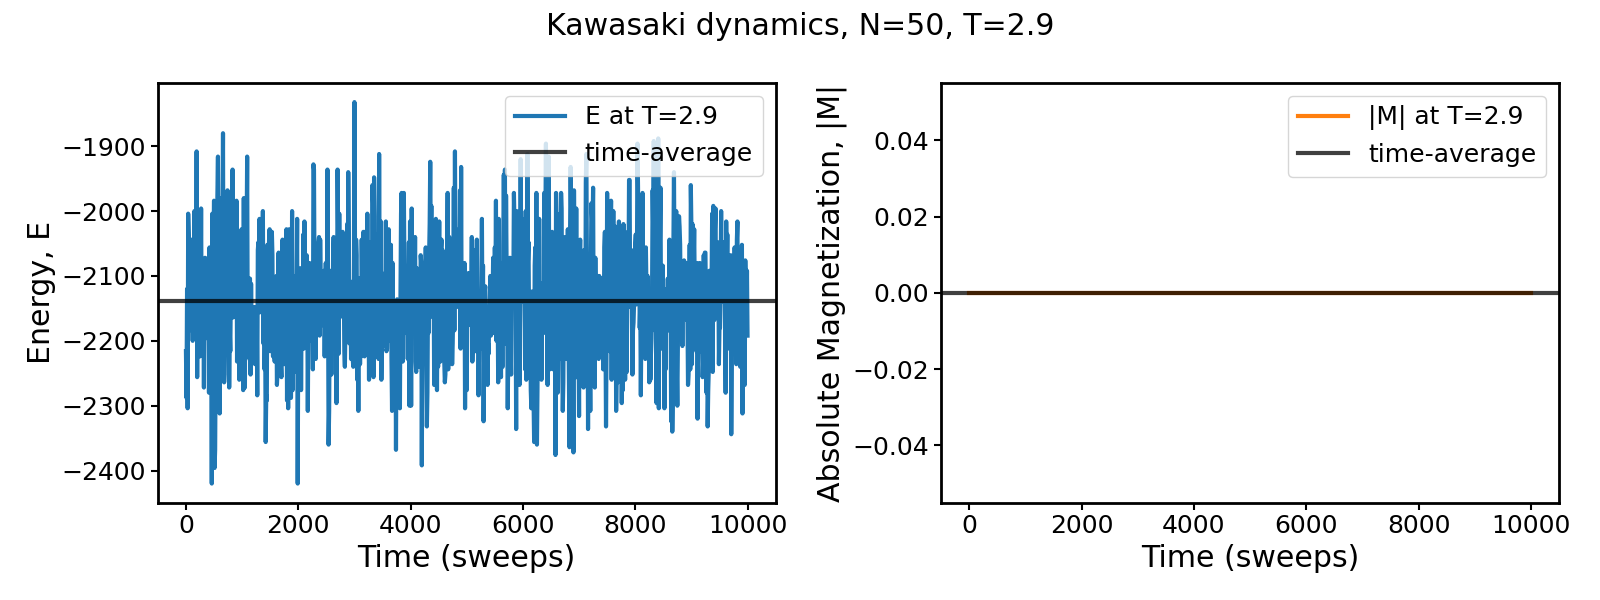 Kawasaki dynamics, N=50, T=2.9
Energy, E
−1900
−2000
−2100
−2200
−2300
−2400
0
2000
4000
6000
8000
10000
Time (sweeps)
E at T=2.9
time-average
Absolute Magnetization, |M|
0.04
0.02
0.00
−0.02
−0.04
0
2000
4000
6000
8000
10000
Time (sweeps)
|M| at T=2.9
time-average